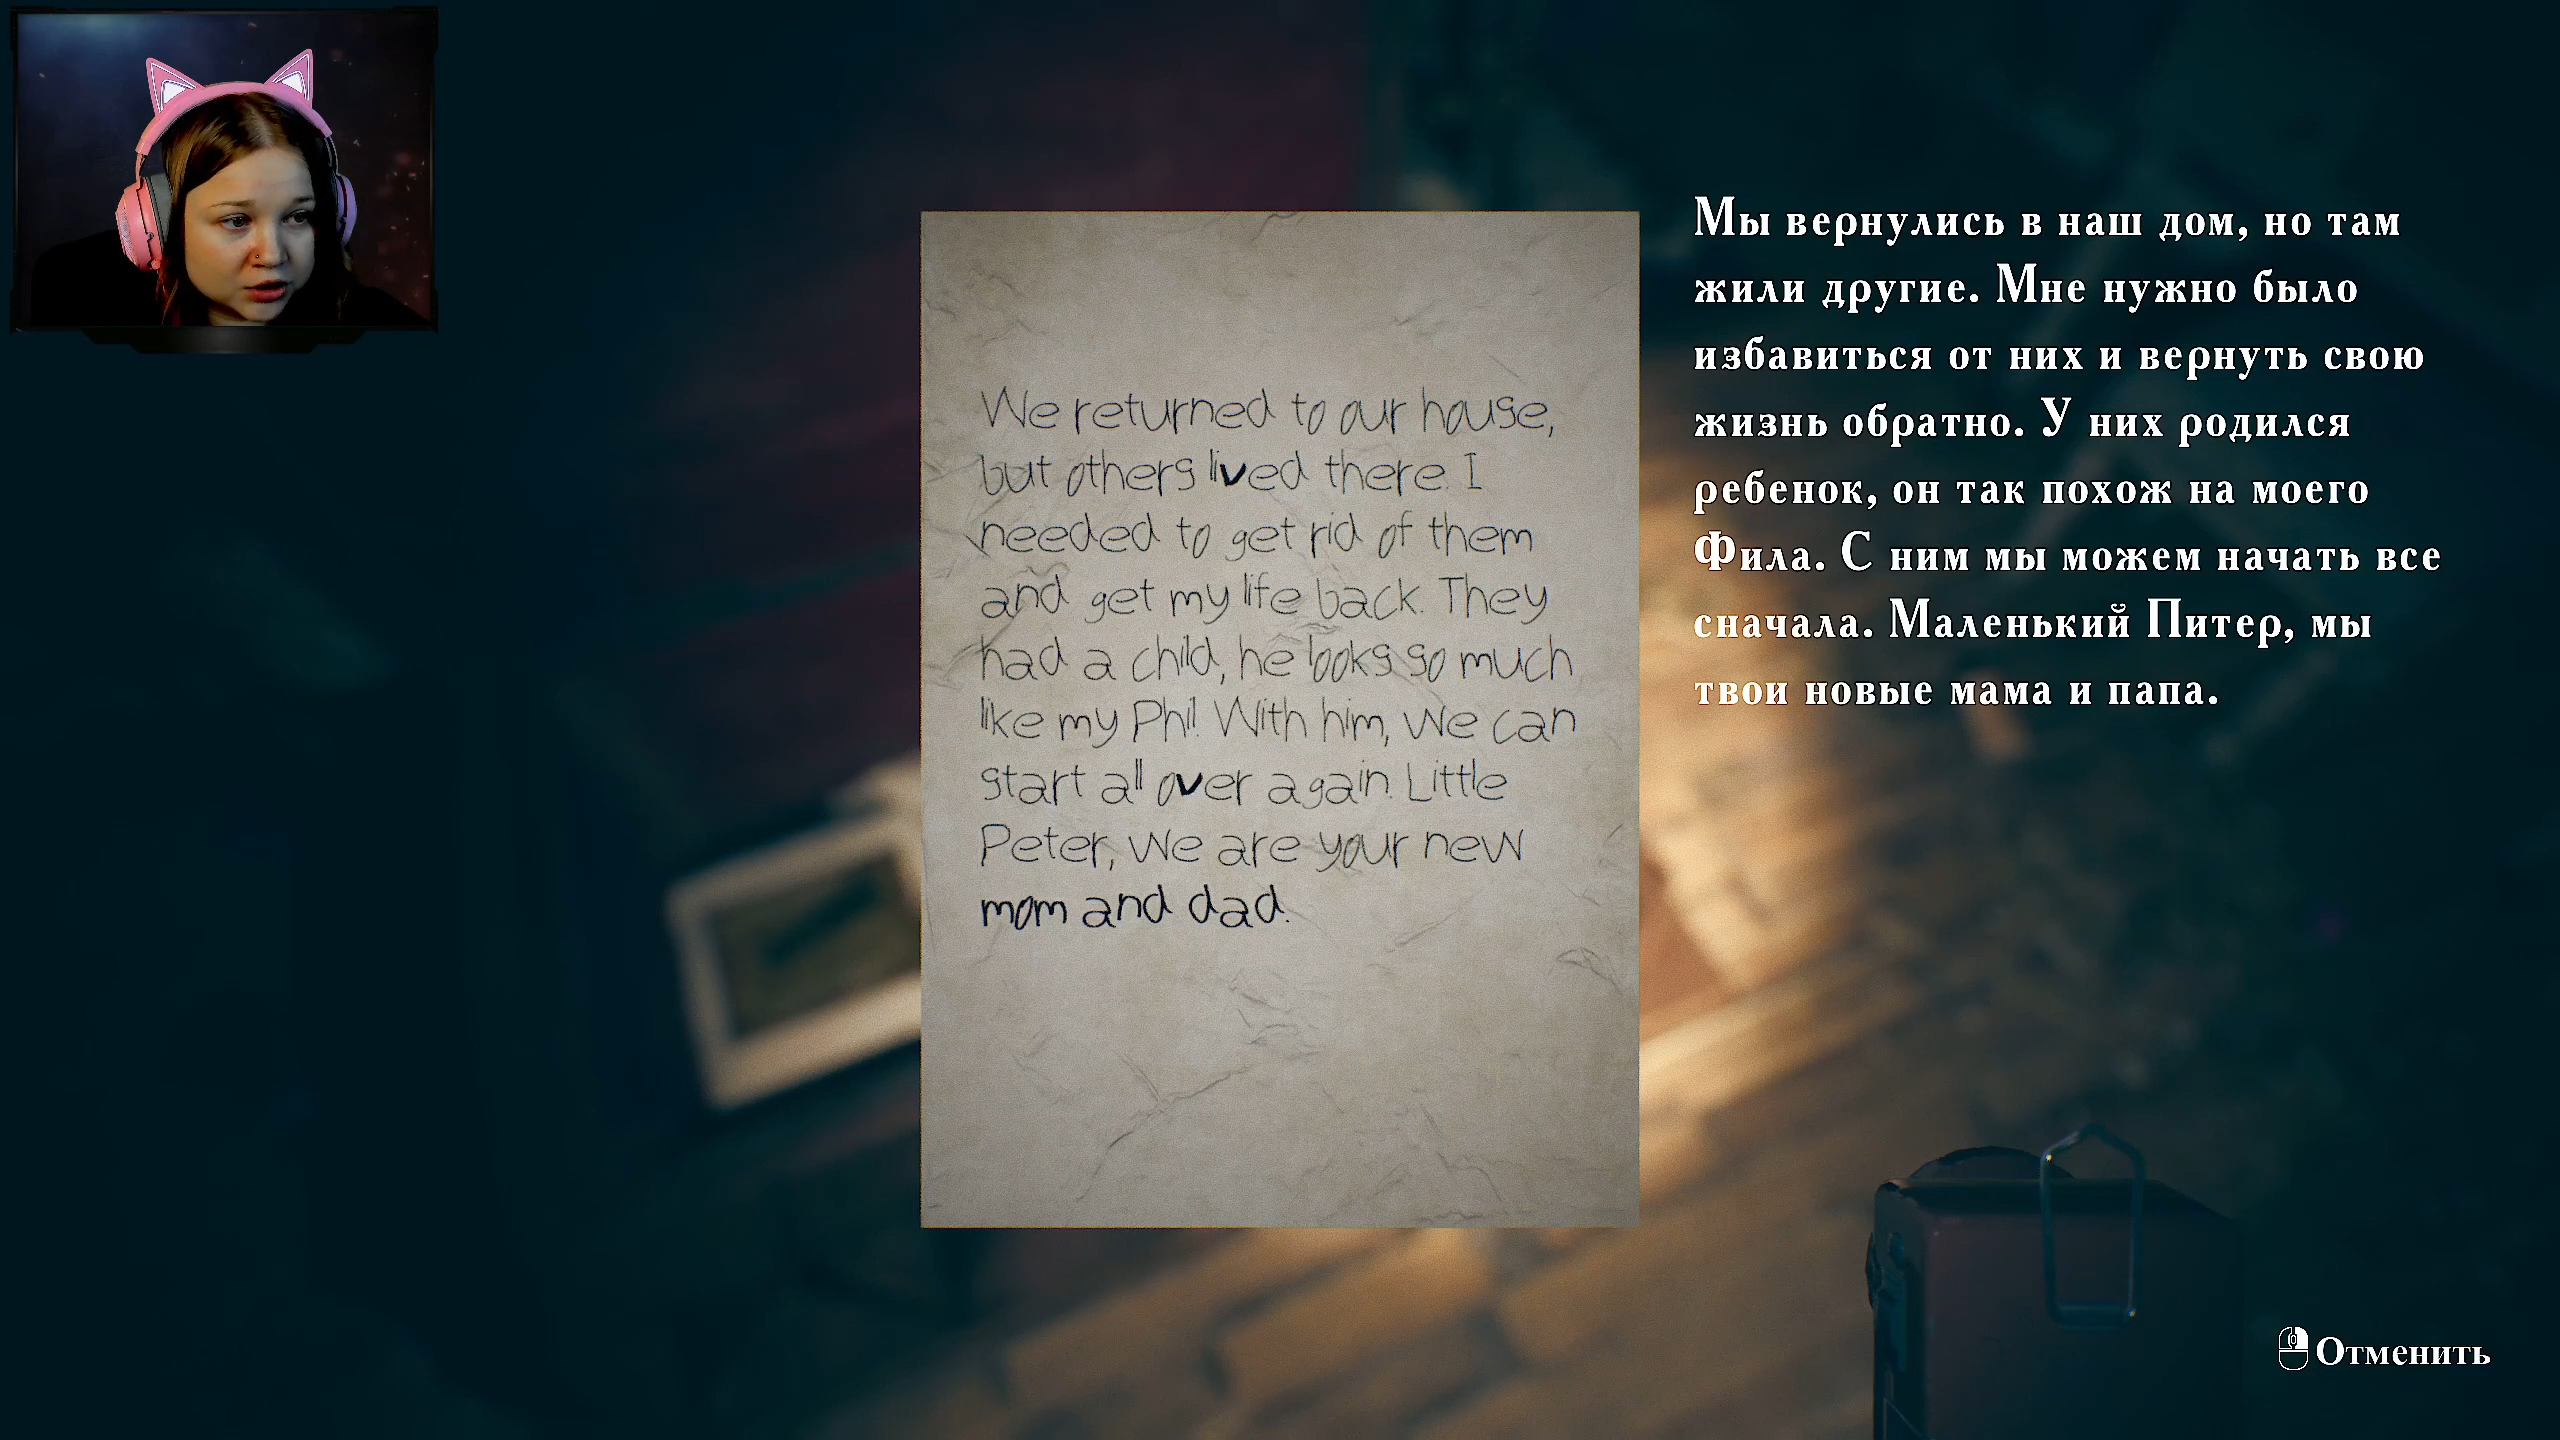 We returned to our house,
but others lived there. I
needed to get rid of them
and get my life back. They
had a child, he looks so much
like my Phil. With him, we can
start all over again. Little
Peter, we are your new
mom and dad.
Мы вернулись в наш дом, но там
жили другие. Мне нужно было
избавиться от них и вернуть свою
жизнь обратно. У них родился
ребенок, он так похож на моего
Фила. С ним мы можем начать все
сначала. Маленький Питер, мы
твои новые мама и папа.
Отменить